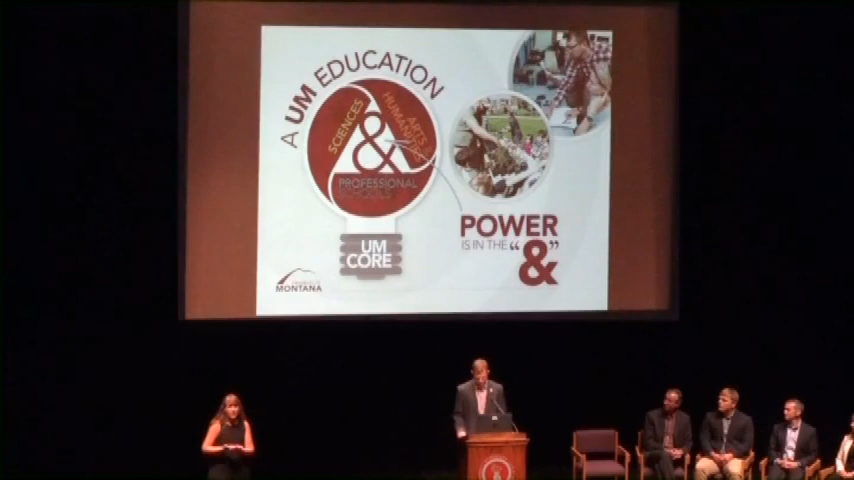 A UM EDUCATION
SCIENCES
ARTS
HUMANITIES
&
PROFESSIONAL
SCHOOLS
UM
CORE
POWER
IS IN THE “&”
MONTANA